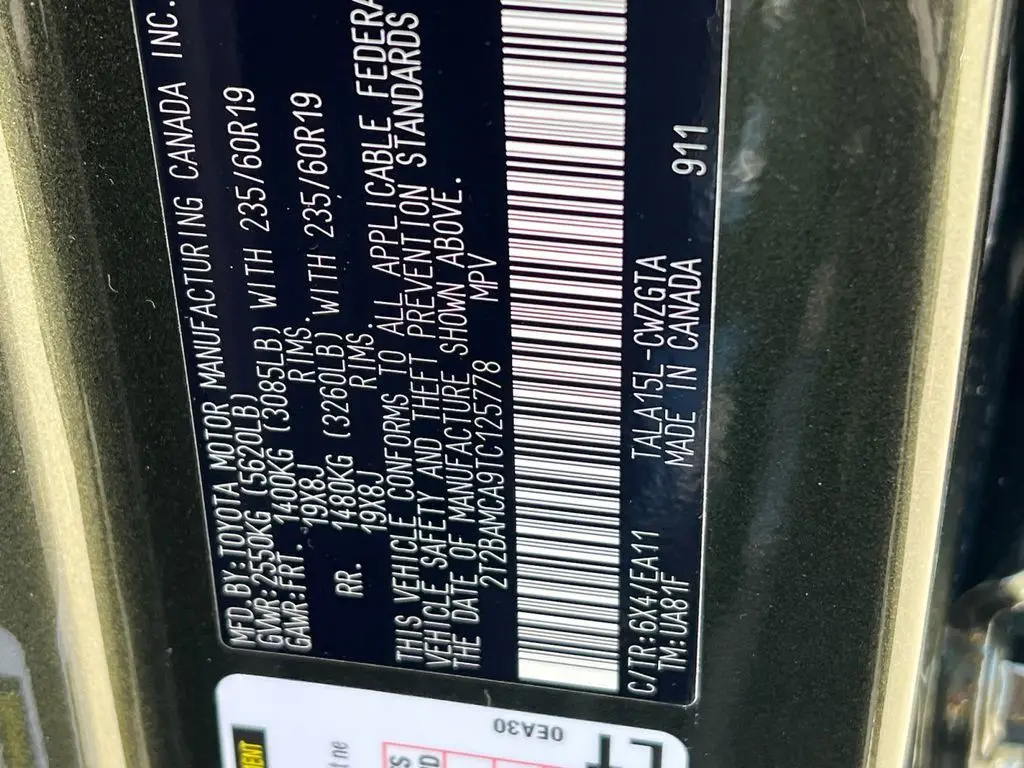 MFD.BY:TOYOTA MOTOR MANUFACTURING CANADA INC.
GVWR:2550KG (5620LB)
GAWR:FRT. 1400KG (3085LB) WITH 235/60R19
19X8J RIMS.
RR. 1480KG (3260LB) WITH 235/60R19
19X8J RIMS.
THIS VEHICLE CONFORMS TO ALL APPLICABLE FEDERA
VEHICLE SAFETY AND THEFT PREVENTION STANDARDS
THE DATE OF MANUFACTURE SHOWN ABOVE.
2T2BAMCA9TC125778 MPV
C/TR:6X4/EA11 TALA15L-CWZGTA 911
TM:UA81F MADE IN CANADA
0EA30